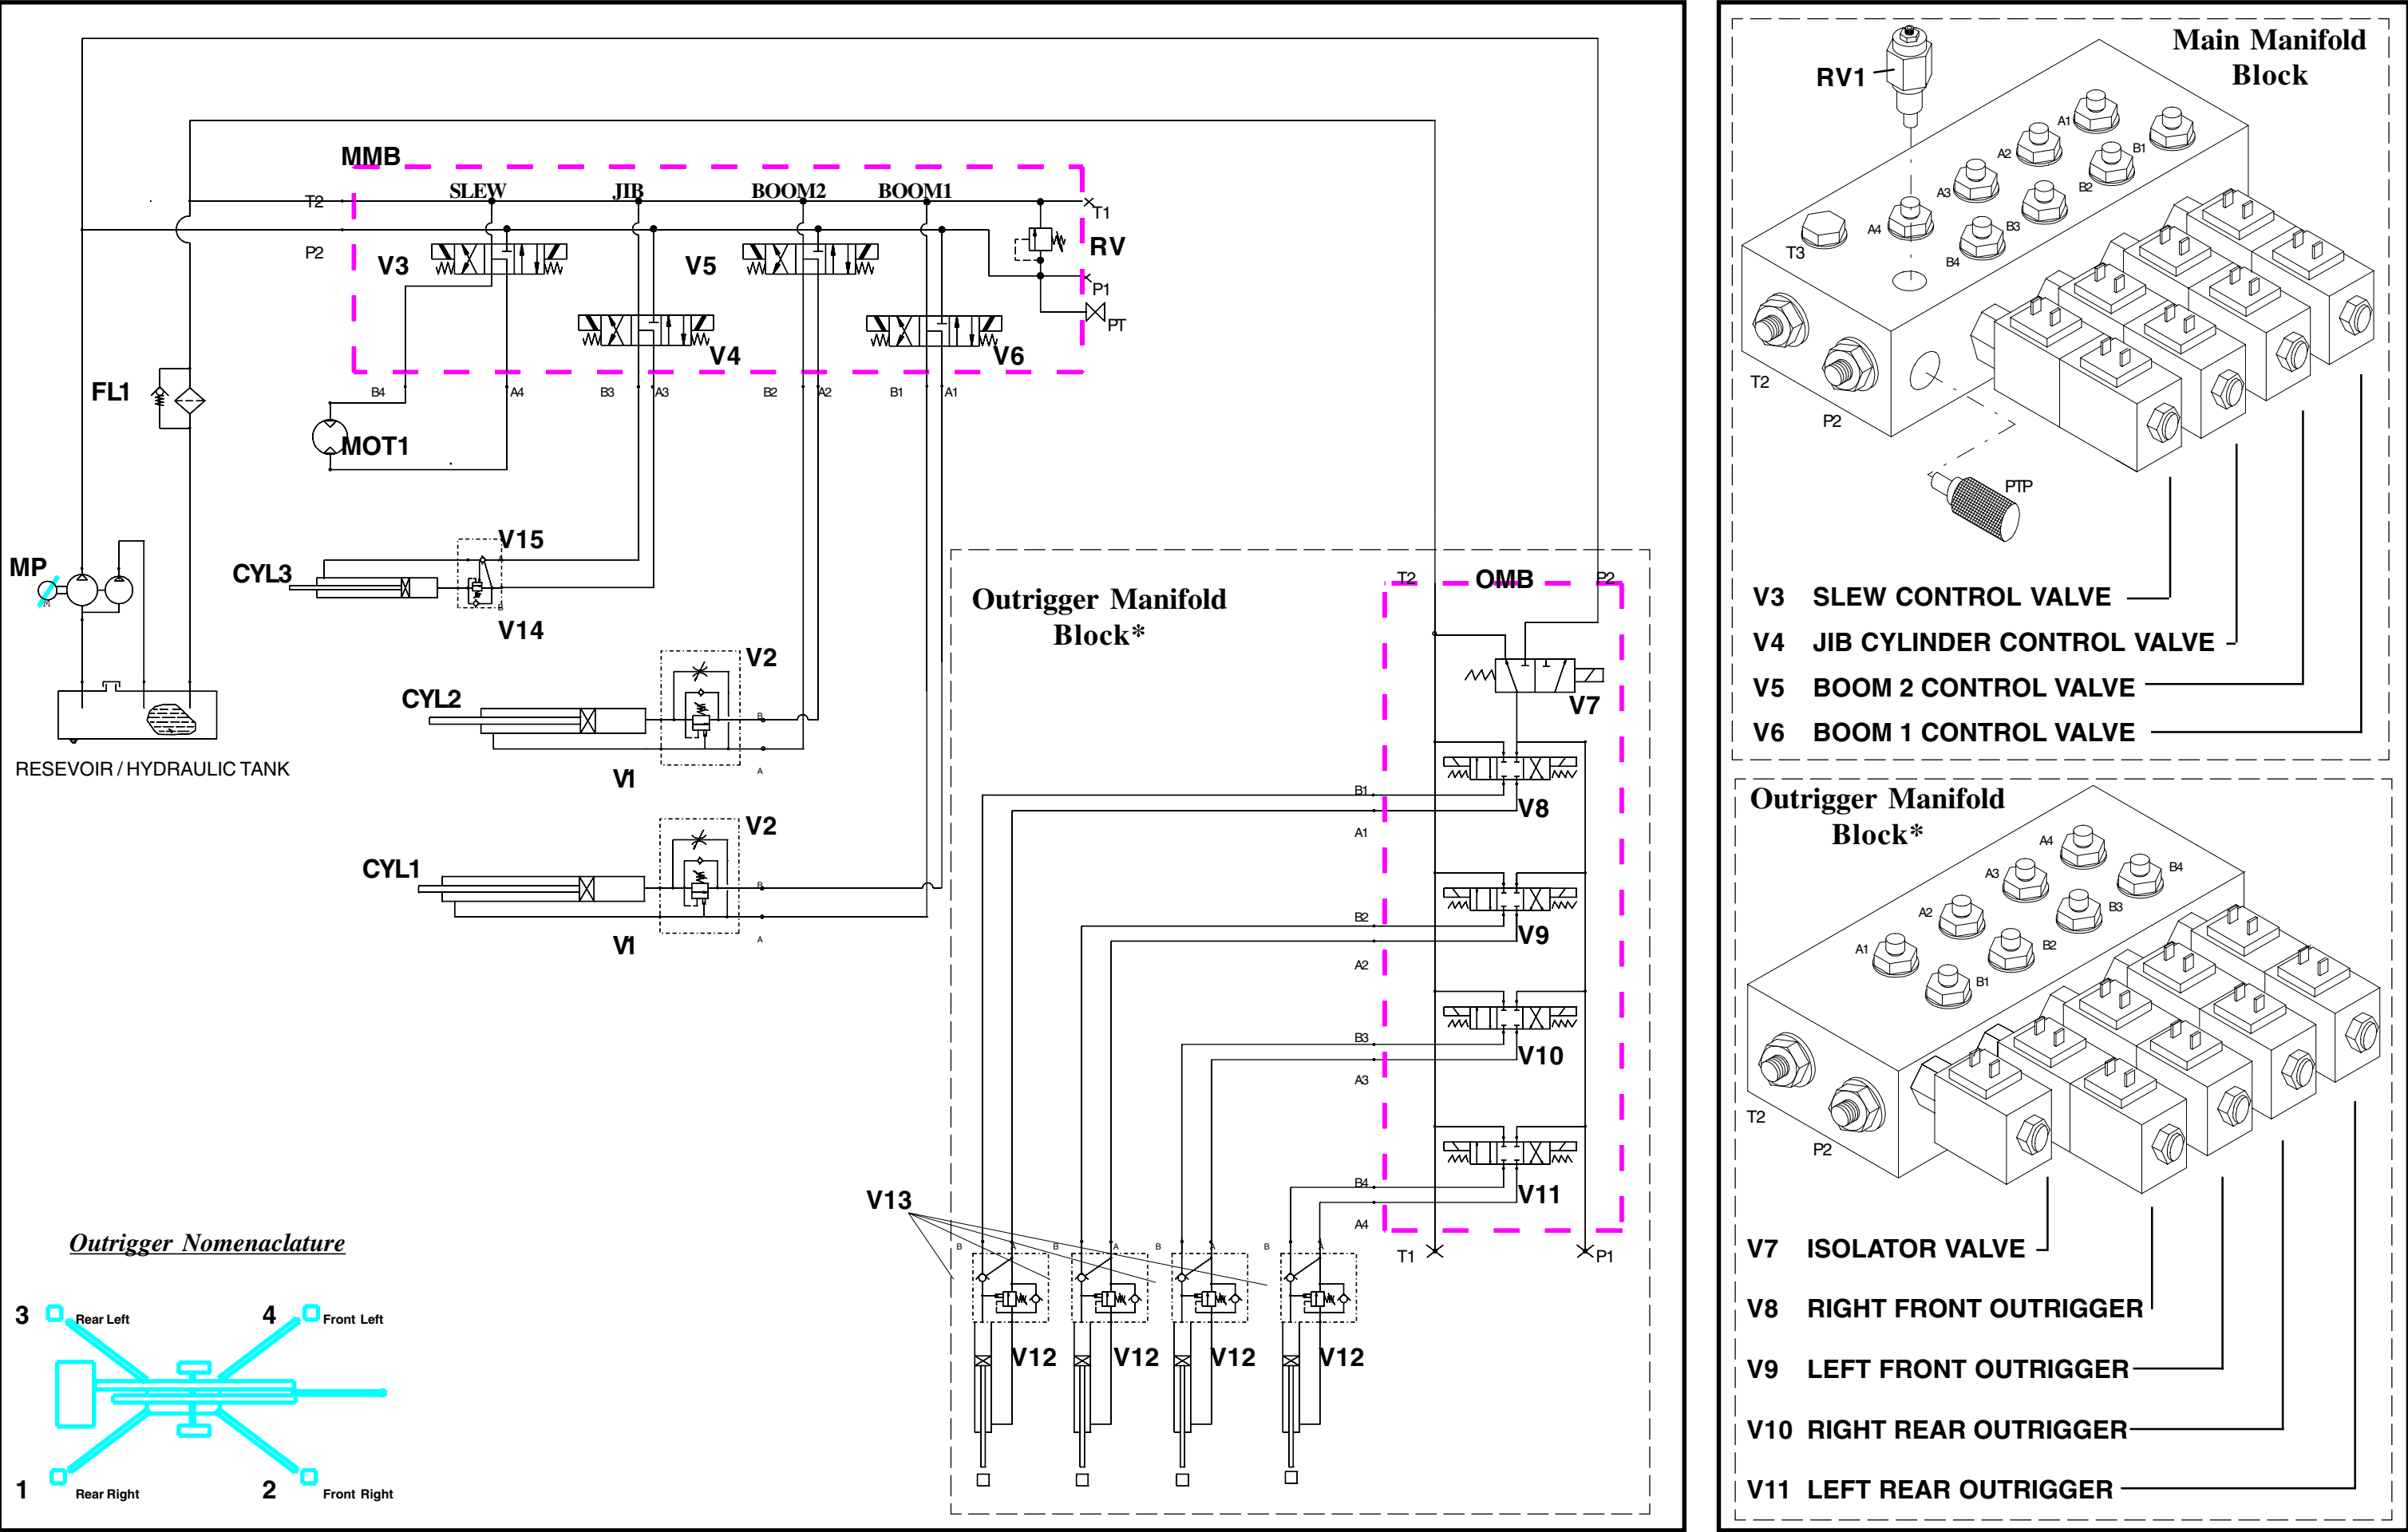 MMB
SLEW
JIB
BOOM2
BOOM1
T2
T1
P2
V3
V5
RV
P1
PT
V4
V6
B4
A4
B3
A3
B2
A2
B1
A1
FL1
MOT1
MP
M
CYL3
V15
B
V14
CYL2
V2
B
A
V1
CYL1
V2
B
A
V1
RESEVOIR / HYDRAULIC TANK
Outrigger Manifold
Block*
T2
OMB
P2
V7
B1
V8
A1
B2
V9
A2
B3
V10
A3
B4
V11
A4
V13
B
A
B
A
B
A
B
A
T1
P1
V12
V12
V12
V12
Outrigger Nomenaclature
3
Rear Left
4
Front Left
1
Rear Right
2
Front Right
Main Manifold
Block
RV1
A1
B1
A2
B2
A3
B3
A4
B4
T3
T2
P2
PTP
V3 SLEW CONTROL VALVE
V4 JIB CYLINDER CONTROL VALVE
V5 BOOM 2 CONTROL VALVE
V6 BOOM 1 CONTROL VALVE
Outrigger Manifold
Block*
A4
B4
A3
B3
A2
B2
A1
B1
T2
P2
V7 ISOLATOR VALVE
V8 RIGHT FRONT OUTRIGGER
V9 LEFT FRONT OUTRIGGER
V10 RIGHT REAR OUTRIGGER
V11 LEFT REAR OUTRIGGER